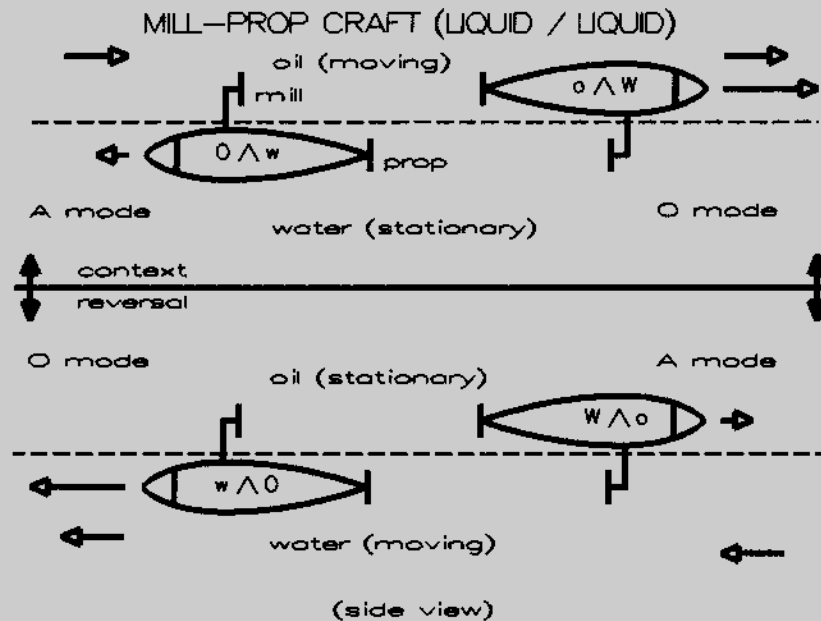 MILL-PROP CRAFT (LIQUID / LIQUID)
oil (moving)
mill
o ∧ W
O ∧ w
prop
A mode
water (stationary)
O mode
context
reversal
O mode
oil (stationary)
A mode
W ∧ o
w ∧ O
water (moving)
(side view)